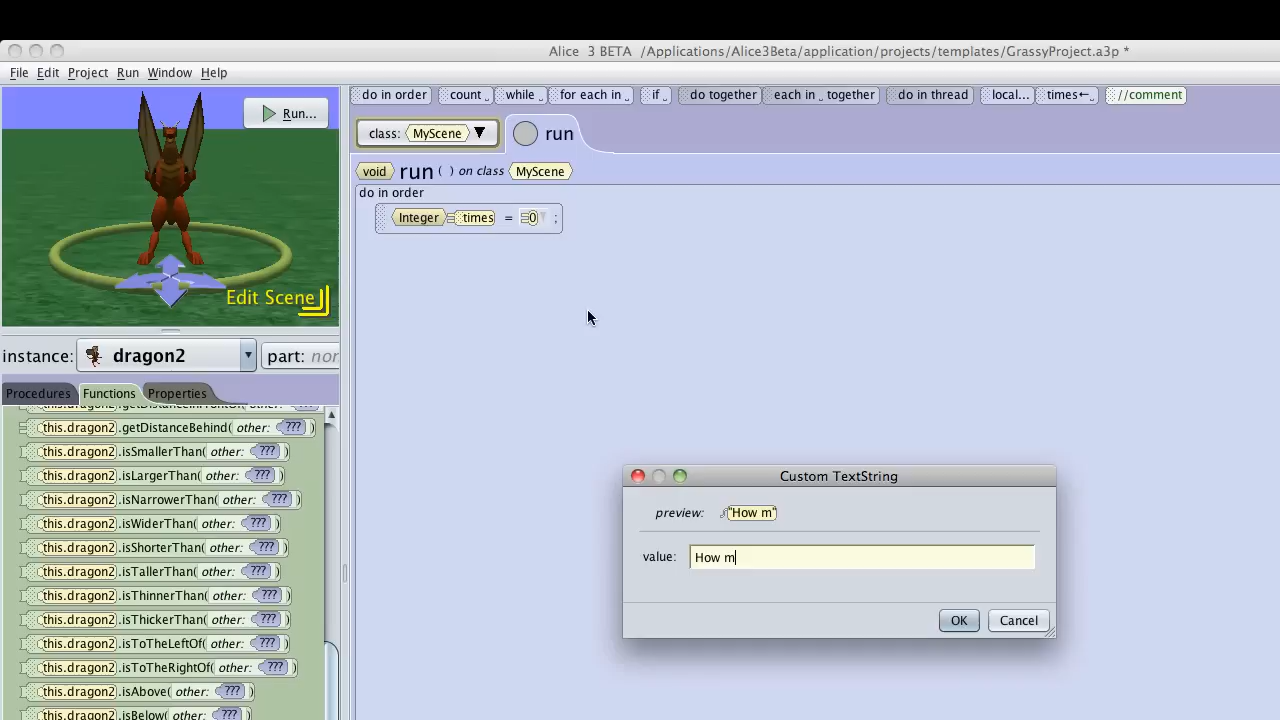 Alice 3 BETA /Applications/Alice3Beta/application/projects/templates/GrassyProject.a3p *
File Edit Project Run Window Help
do in order count while for each in if do together each in together do in thread local... times← //comment
Run...
class: MyScene run
void run ( ) on class MyScene
do in order
Integer times = 0 ;
Edit Scene
instance: dragon2 part:
Procedures Functions Properties
this.dragon2 .getDistanceInFrontOf( other: ???
this.dragon2 .getDistanceBehind( other: ??? )
this.dragon2 .isSmallerThan( other: ??? )
this.dragon2 .isLargerThan( other: ??? )
this.dragon2 .isNarrowerThan( other: ??? )
this.dragon2 .isWiderThan( other: ??? )
this.dragon2 .isShorterThan( other: ??? )
this.dragon2 .isTallerThan( other: ??? )
this.dragon2 .isThinnerThan( other: ??? )
this.dragon2 .isThickerThan( other: ??? )
this.dragon2 .isToTheLeftOf( other: ??? )
this.dragon2 .isToTheRightOf( other: ??? )
this.dragon2 .isAbove( other: ??? )
this.dragon2 .isBelow( other: ??? )
Custom TextString
preview: "How m"
value: How m
OK Cancel